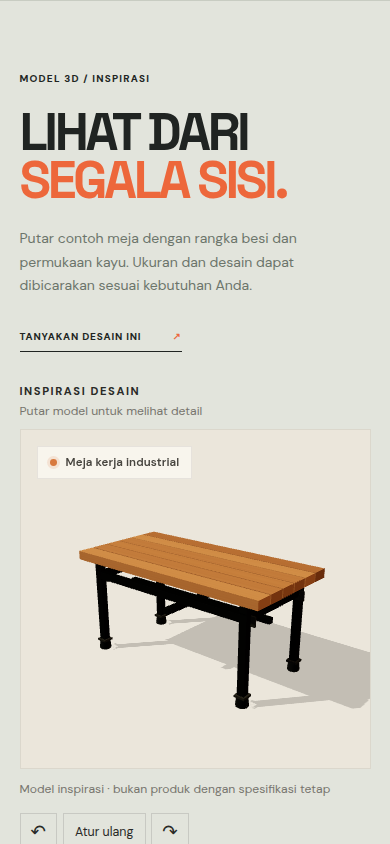 MODEL 3D / INSPIRASI
LIHAT DARI
SEGALA SISI.
Putar contoh meja dengan rangka besi dan
permukaan kayu. Ukuran dan desain dapat
dibicarakan sesuai kebutuhan Anda.
TANYAKAN DESAIN INI ↗
INSPIRASI DESAIN
Putar model untuk melihat detail
Meja kerja industrial
Model inspirasi · bukan produk dengan spesifikasi tetap
↶ Atur ulang ↷